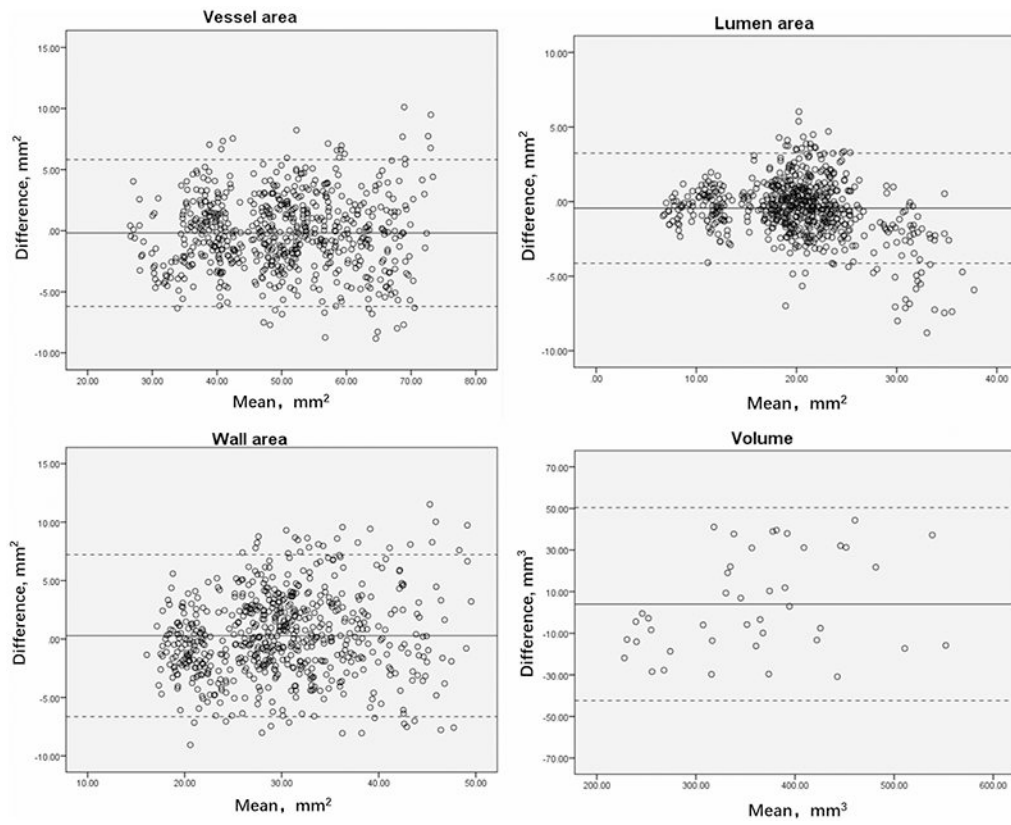 Vessel area
15.00
10.00
5.00
.00
-5.00
-10.00
Difference, mm²
20.00 30.00 40.00 50.00 60.00 70.00 80.00
Mean, mm²
Lumen area
10.00
5.00
.00
-5.00
-10.00
Difference, mm²
.00 10.00 20.00 30.00 40.00
Mean, mm²
Wall area
15.00
10.00
5.00
.00
-5.00
-10.00
Difference, mm²
10.00 20.00 30.00 40.00 50.00
Mean, mm²
Volume
70.00
50.00
30.00
10.00
-10.00
-30.00
-50.00
-70.00
Difference, mm³
200.00 300.00 400.00 500.00 600.00
Mean, mm³